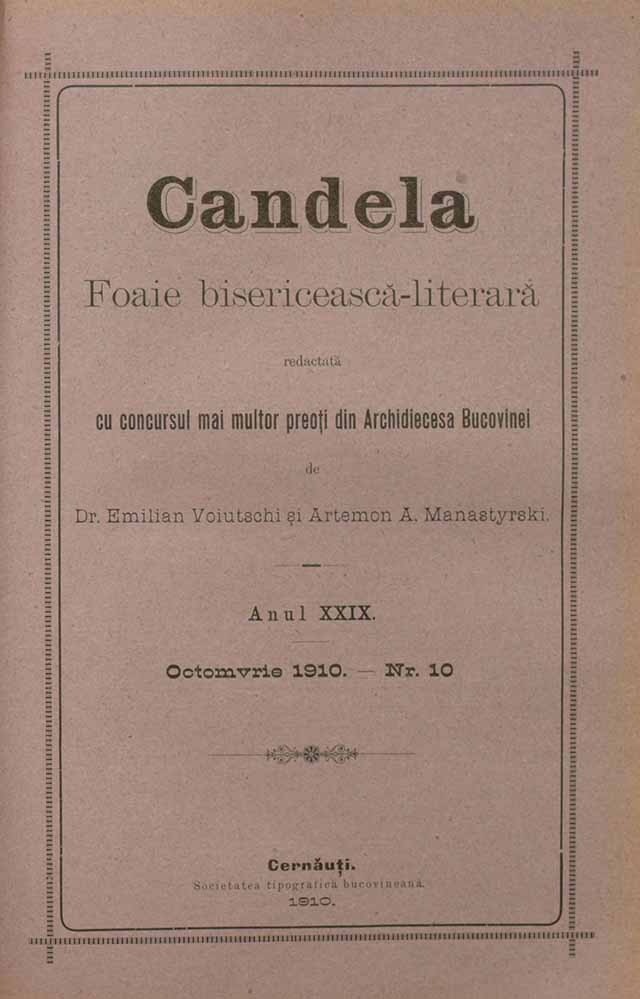 Candela
Foaie bisericească-literară
redactată
cu concursul mai multor preoți din Archidiecesa Bucovinei
de
Dr. Emilian Voiutschi și Artemon A. Manastyrski.
Anul XXIX.
Octomvrie 1910. — Nr. 10
Cernăuți.
Societatea tipografică bucovineană.
1910.